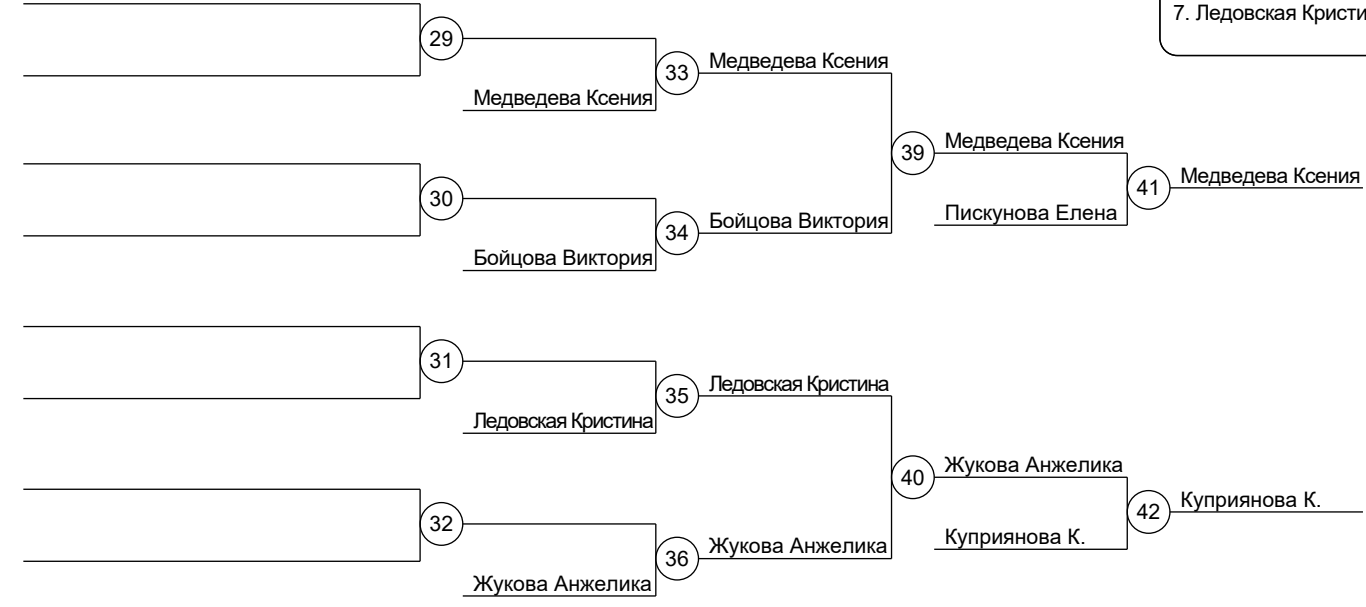 7. Ледовская Кристи
29
33
Медведева Ксения
Медведева Ксения
39
Медведева Ксения
41
Медведева Ксения
30
34
Бойцова Виктория
Пискунова Елена
Бойцова Виктория
31
35
Ледовская Кристина
Ледовская Кристина
40
Жукова Анжелика
42
Куприянова К.
32
36
Жукова Анжелика
Куприянова К.
Жукова Анжелика